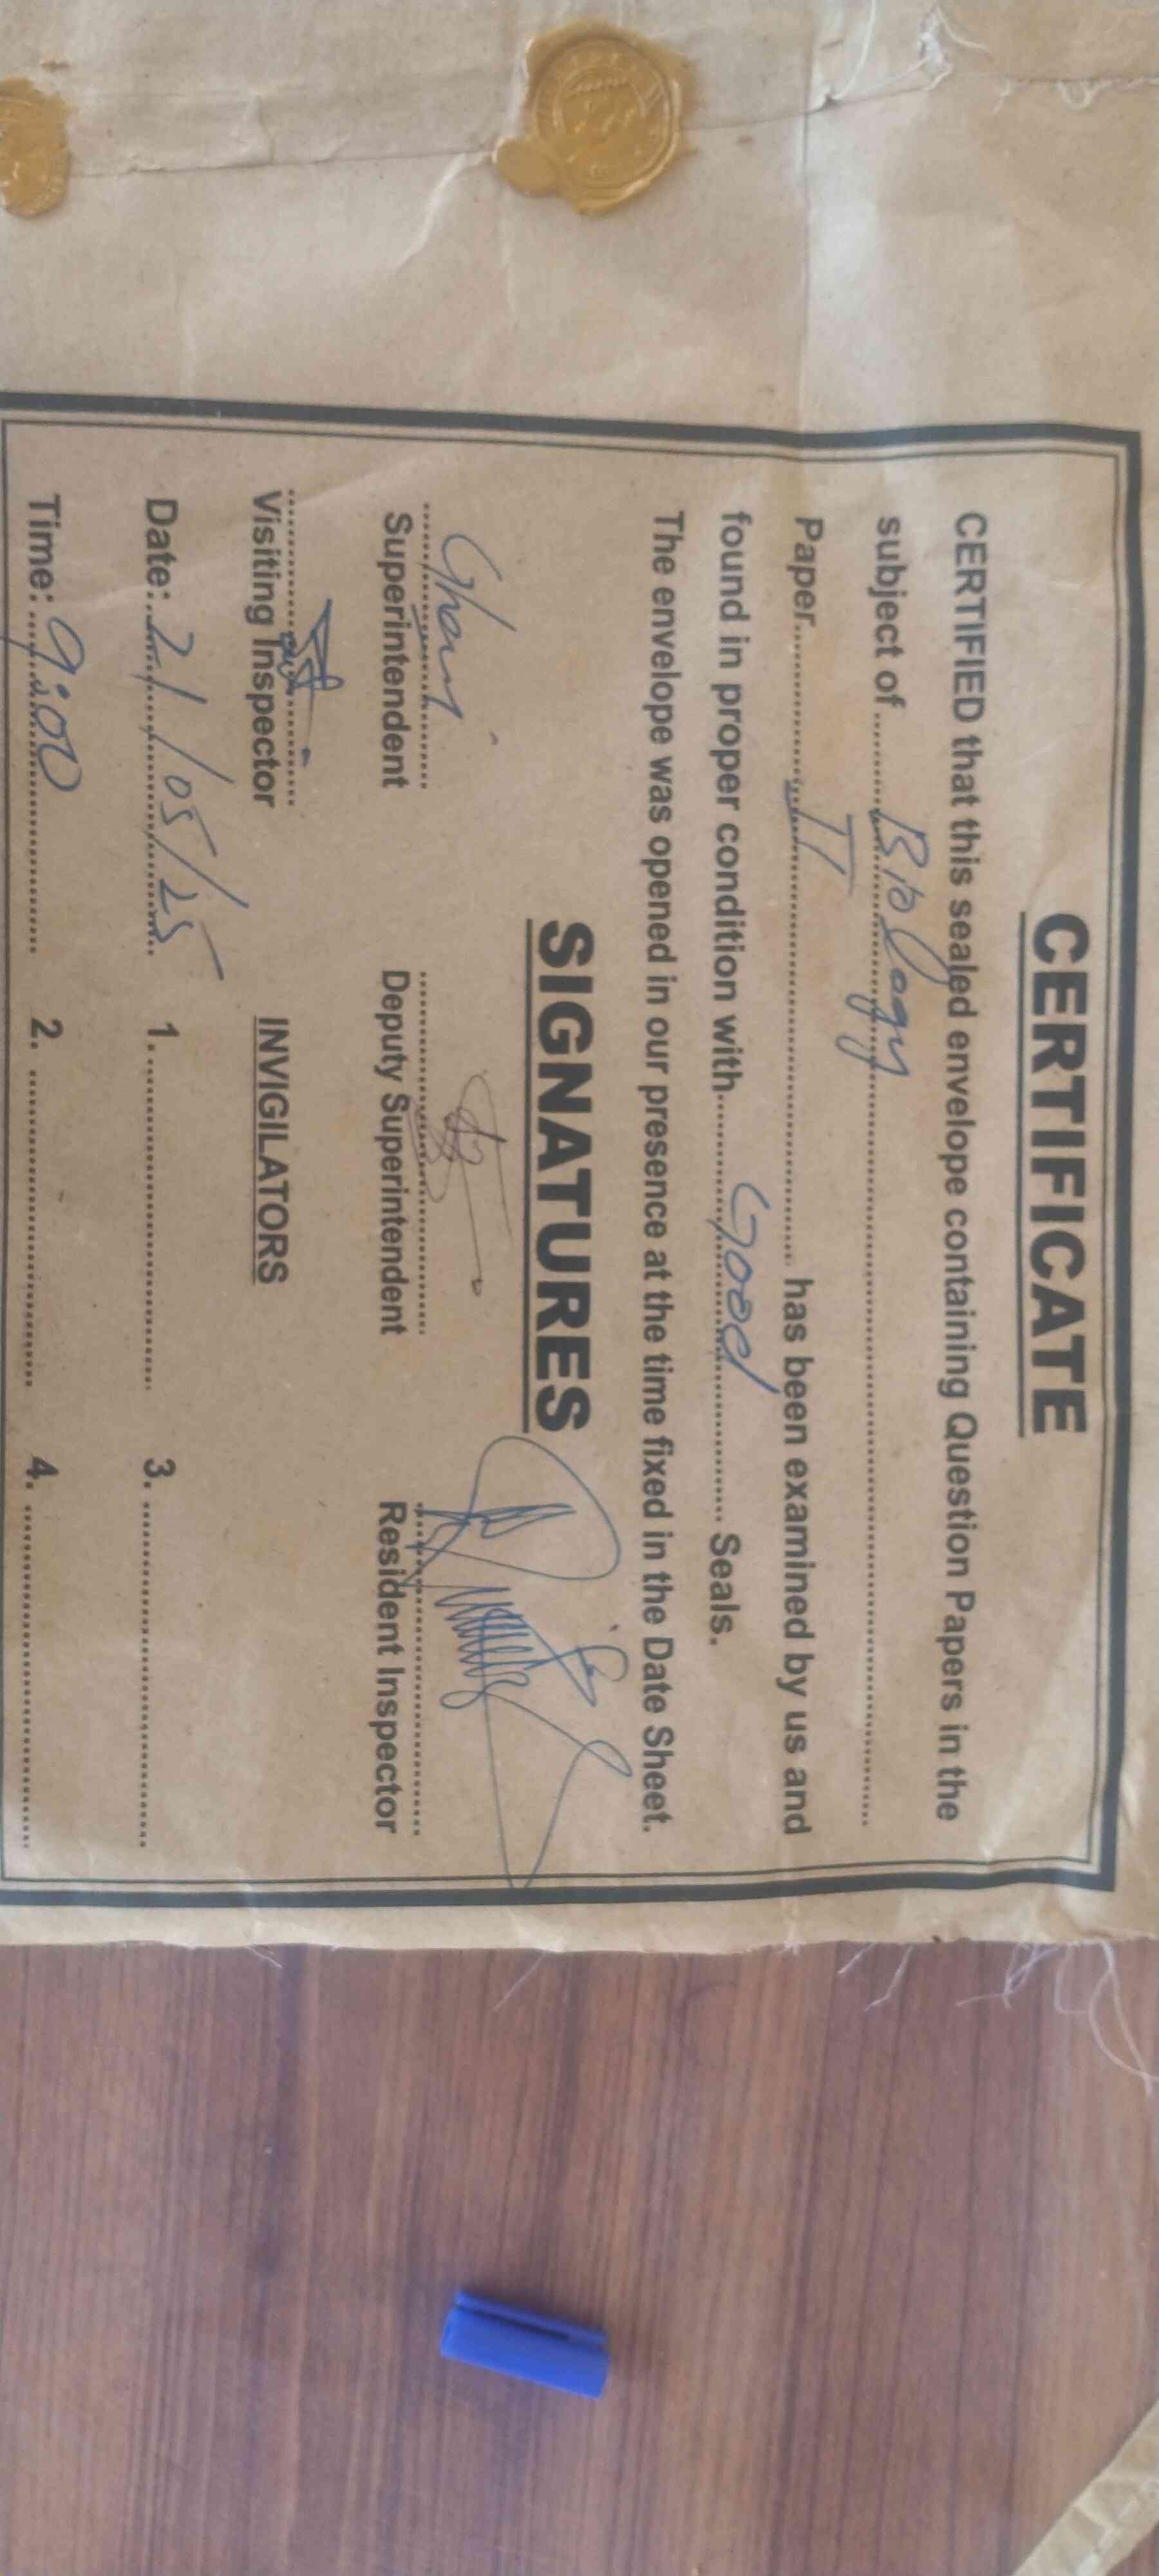 CERTIFICATE
CERTIFIED that this sealed envelope containing Question Papers in the
subject of.......... Biology ..........
Paper.......... II .......... has been examined by us and
found in proper condition with.......... Good .......... Seals.
The envelope was opened in our presence at the time fixed in the Date Sheet.
SIGNATURES
Superintendent Deputy Superintendent Resident Inspector
Visiting Inspector INVIGILATORS
Date: 21/05/25 1. .......... 3. ..........
Time: 9:00 2. .......... 4. ..........